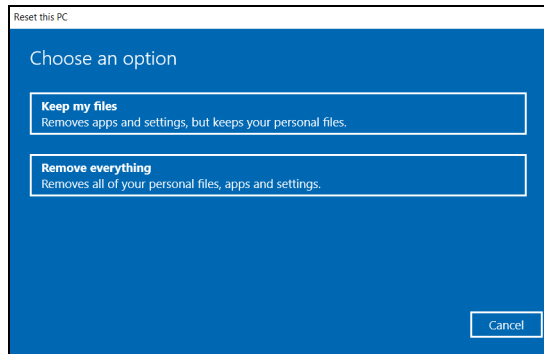 Reset this PC
Choose an option
Keep my files
Removes apps and settings, but keeps your personal files.
Remove everything
Removes all of your personal files, apps and settings.
Cancel